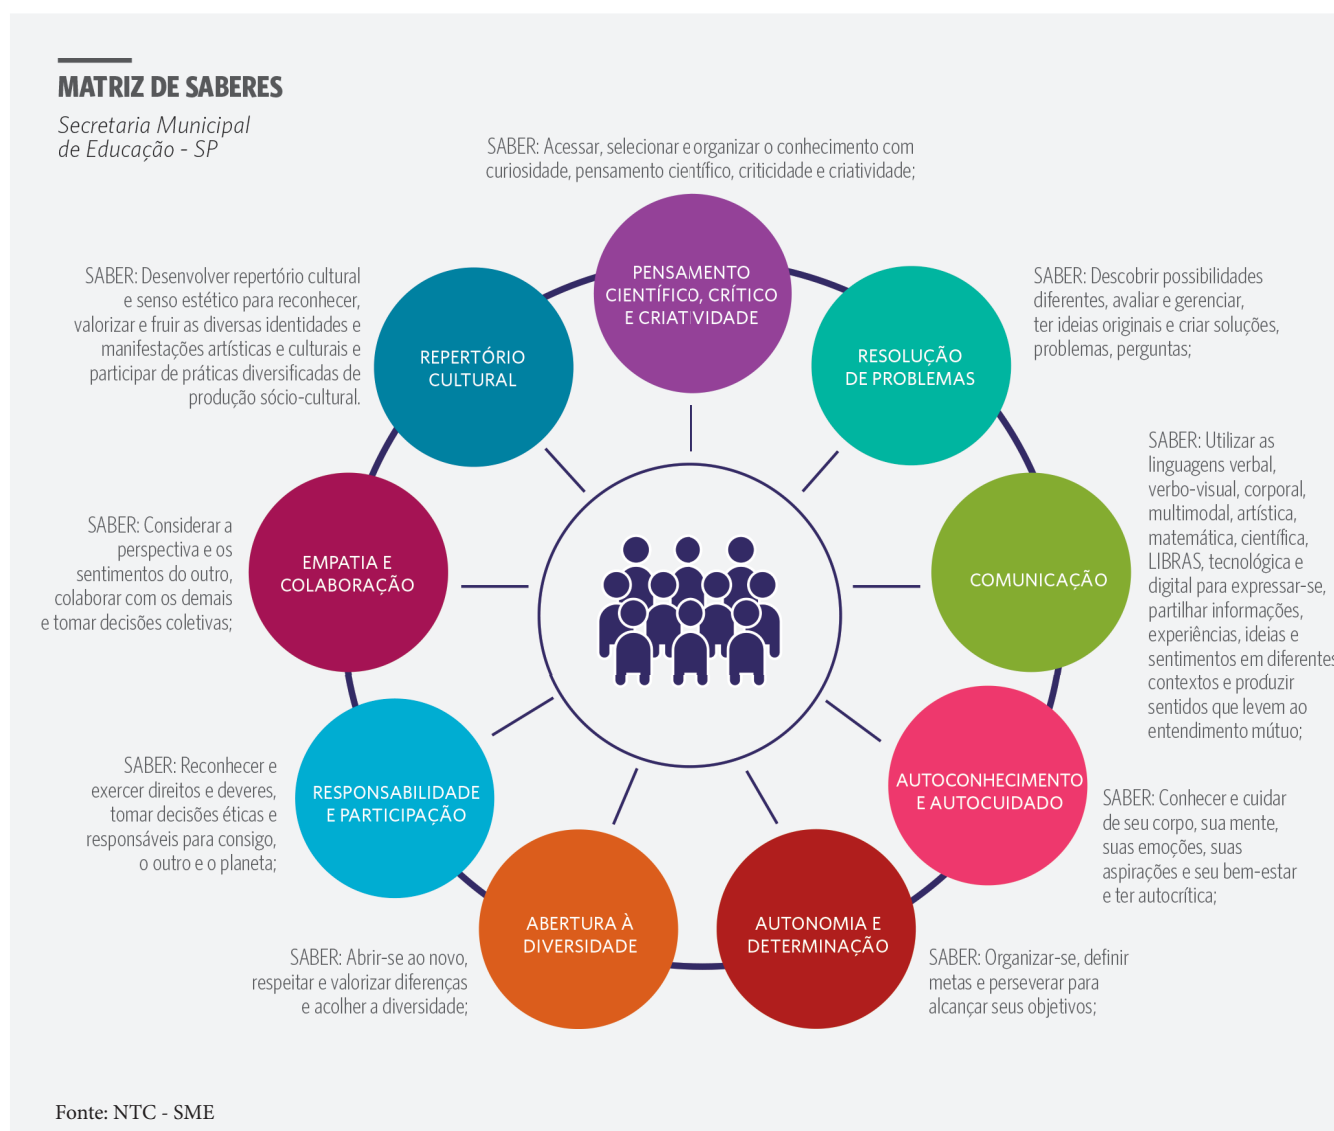 MATRIZ DE SABERES
Secretaria Municipal
de Educação - SP
SABER: Acessar, selecionar e organizar o conhecimento com
curiosidade, pensamento científico, criticidade e criatividade;
PENSAMENTO
CIENTÍFICO, CRÍTICO
E CRIATIVIDADE
RESOLUÇÃO
DE PROBLEMAS
SABER: Descobrir possibilidades
diferentes, avaliar e gerenciar,
ter ideias originais e criar soluções,
problemas, perguntas;
COMUNICAÇÃO
SABER: Utilizar as
linguagens verbal,
verbo-visual, corporal,
multimodal, artística,
matemática, científica,
LIBRAS, tecnológica e
digital para expressar-se,
partilhar informações,
experiências, ideias e
sentimentos em diferentes
contextos e produzir
sentidos que levem ao
entendimento mútuo;
AUTOCONHECIMENTO
E AUTOCUIDADO
SABER: Conhecer e cuidar
de seu corpo, sua mente,
suas emoções, suas
aspirações e seu bem-estar
e ter autocrítica;
AUTONOMIA E
DETERMINAÇÃO
SABER: Organizar-se, definir
metas e perseverar para
alcançar seus objetivos;
ABERTURA À
DIVERSIDADE
SABER: Abrir-se ao novo,
respeitar e valorizar diferenças
e acolher a diversidade;
RESPONSABILIDADE
E PARTICIPAÇÃO
SABER: Reconhecer e
exercer direitos e deveres,
tomar decisões éticas e
responsáveis para consigo,
o outro e o planeta;
EMPATIA E
COLABORAÇÃO
SABER: Considerar a
perspectiva e os
sentimentos do outro,
colaborar com os demais
e tomar decisões coletivas;
REPERTÓRIO
CULTURAL
SABER: Desenvolver repertório cultural
e senso estético para reconhecer,
valorizar e fruir as diversas identidades e
manifestações artísticas e culturais e
participar de práticas diversificadas de
produção sócio-cultural.
Fonte: NTC - SME